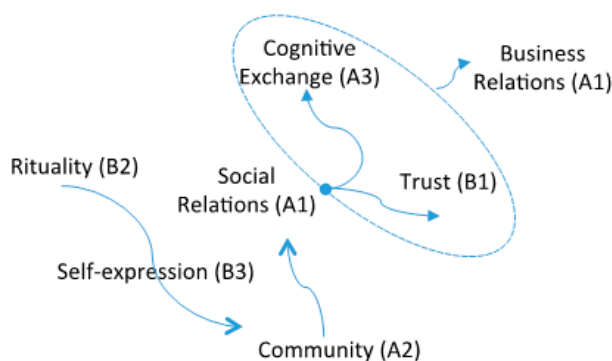 Cognitive
Exchange (A3)
Business
Relations (A1)
Rituality (B2)
Social
Relations (A1)
Trust (B1)
Self-expression (B3)
Community (A2)